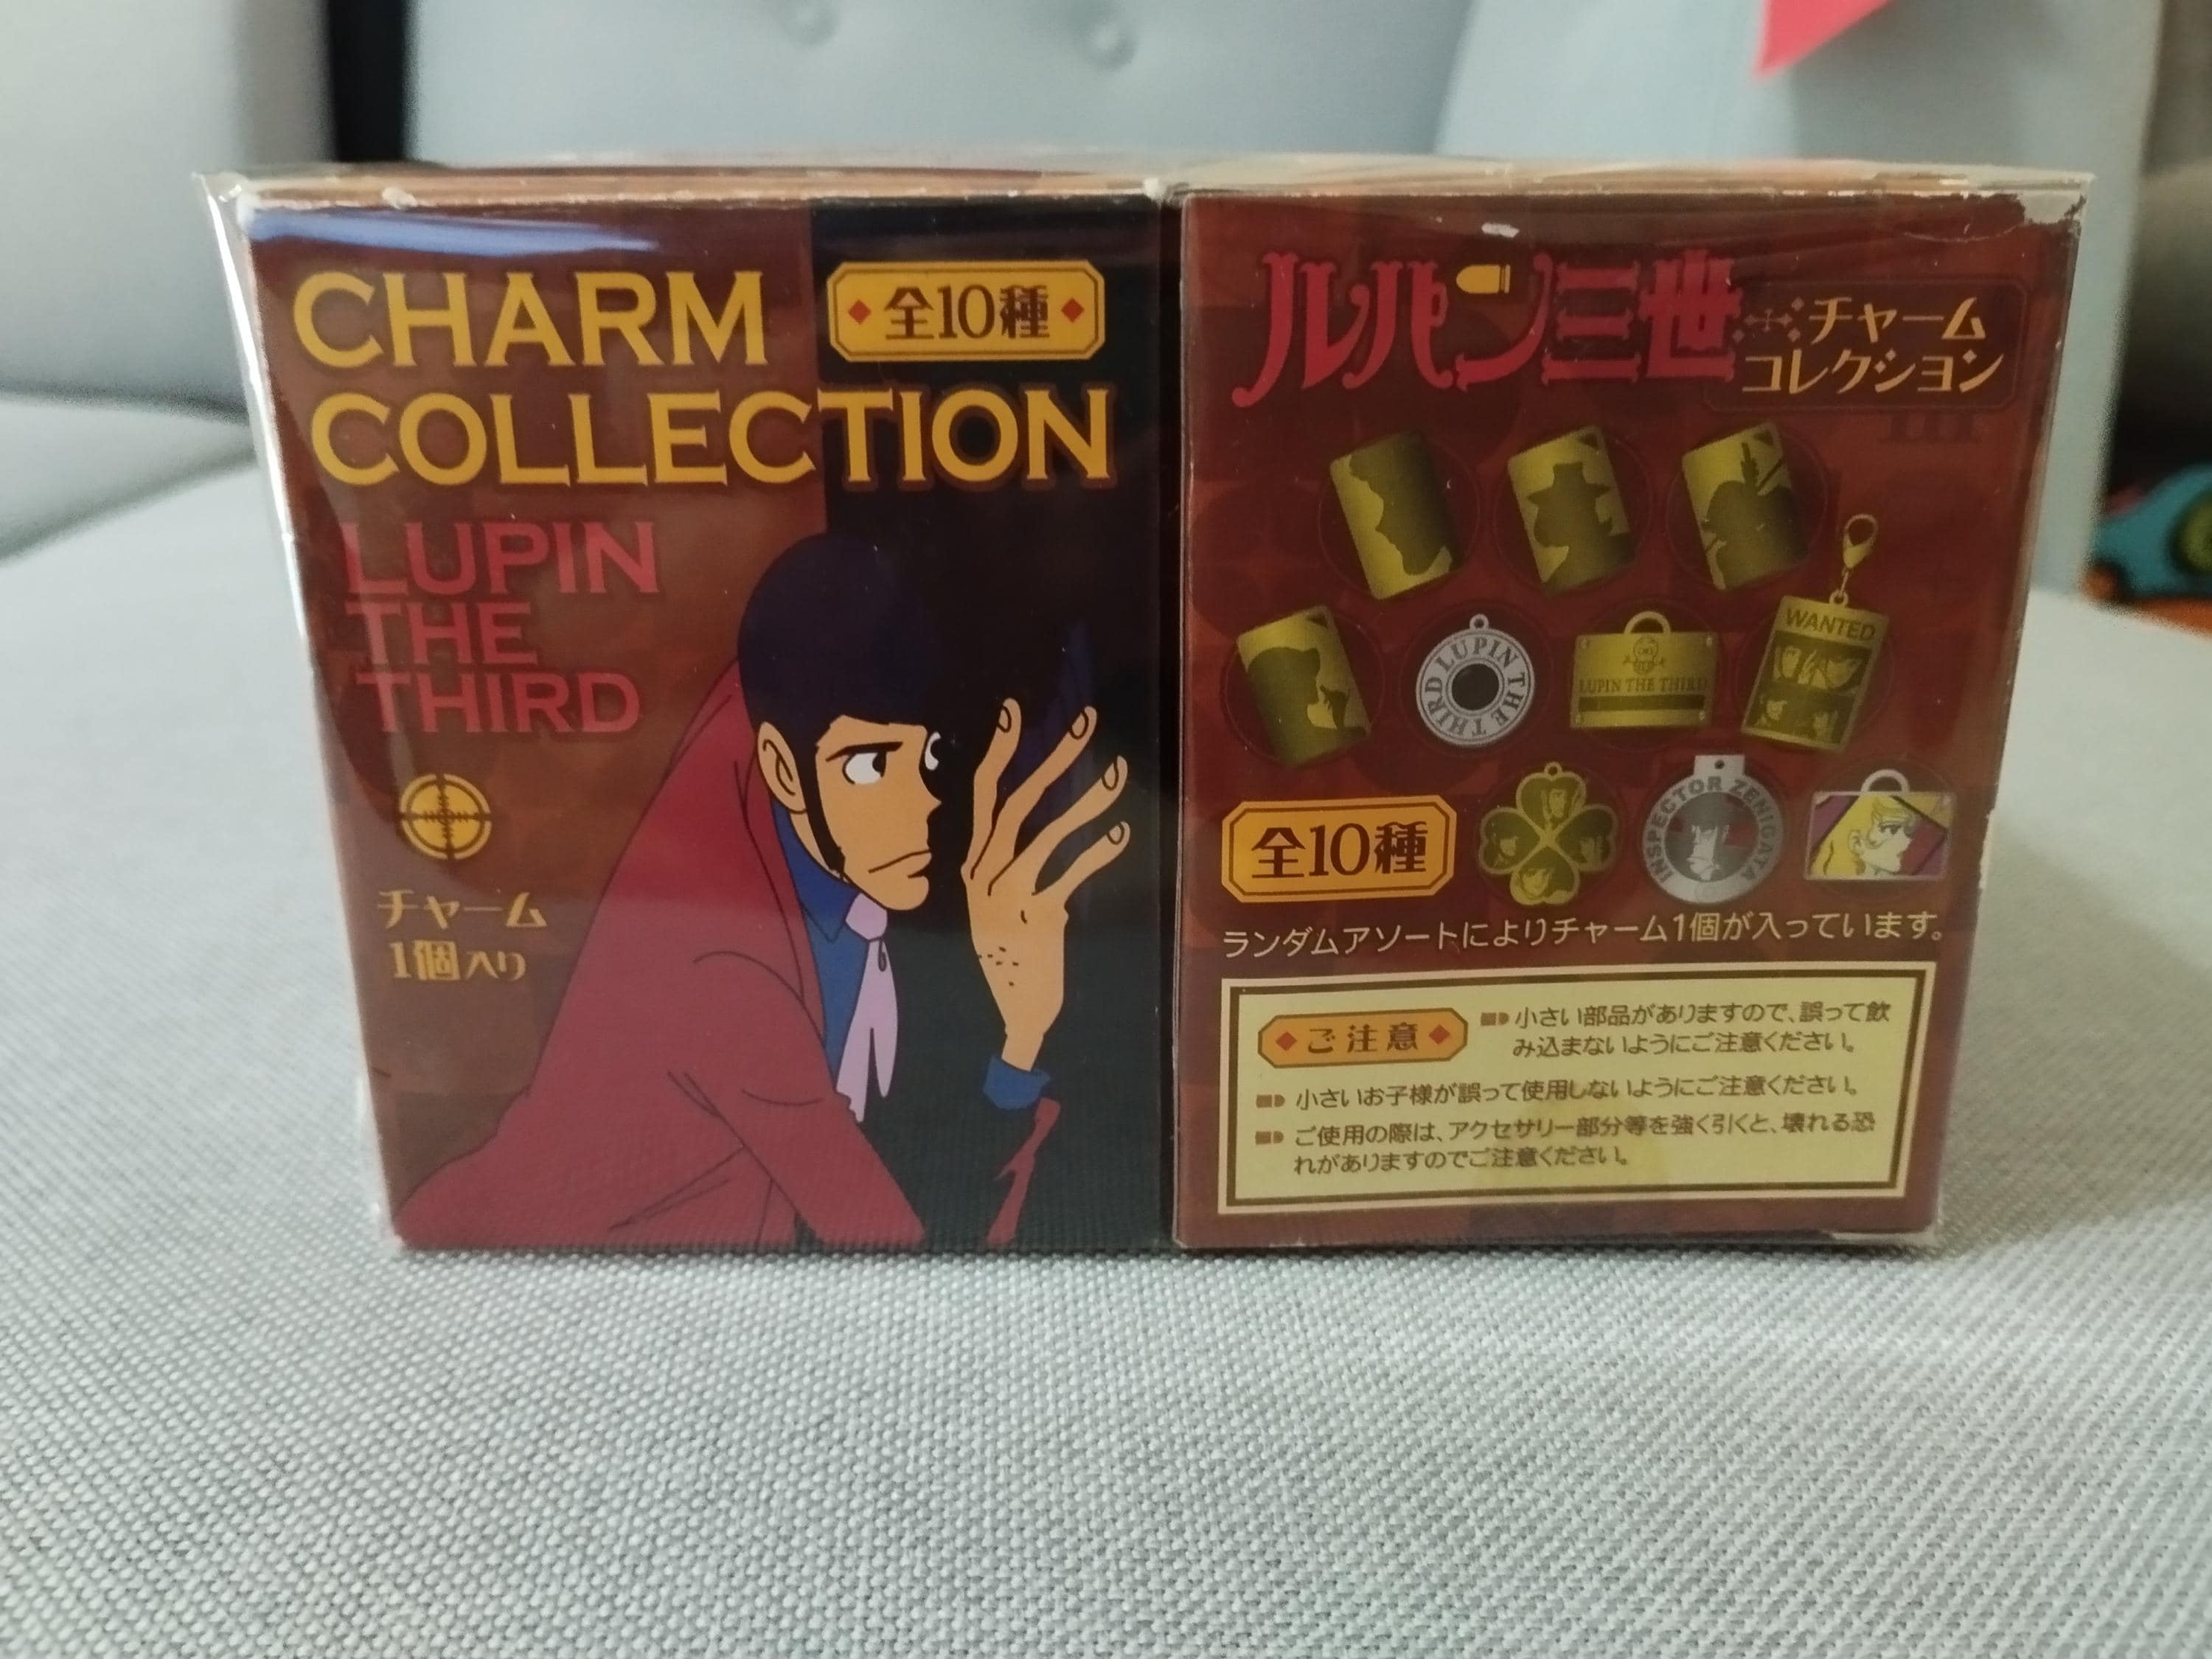 CHARM
全10種
COLLECTION
LUPIN
THE
THIRD
チャーム
1個入り
ルパン三世
チャーム
コレクション
WANTED
LUPIN THE THIRD
LUPIN THE THIRD
INSPECTOR ZENIGATA
全10種
ランダムアソートによりチャーム1個が入っています。
ご注意
小さい部品がありますので、誤って飲
み込まないようにご注意ください。
小さいお子様が誤って使用しないようにご注意ください。
ご使用の際は、アクセサリー部分等を強く引くと、壊れる恐
れがありますのでご注意ください。